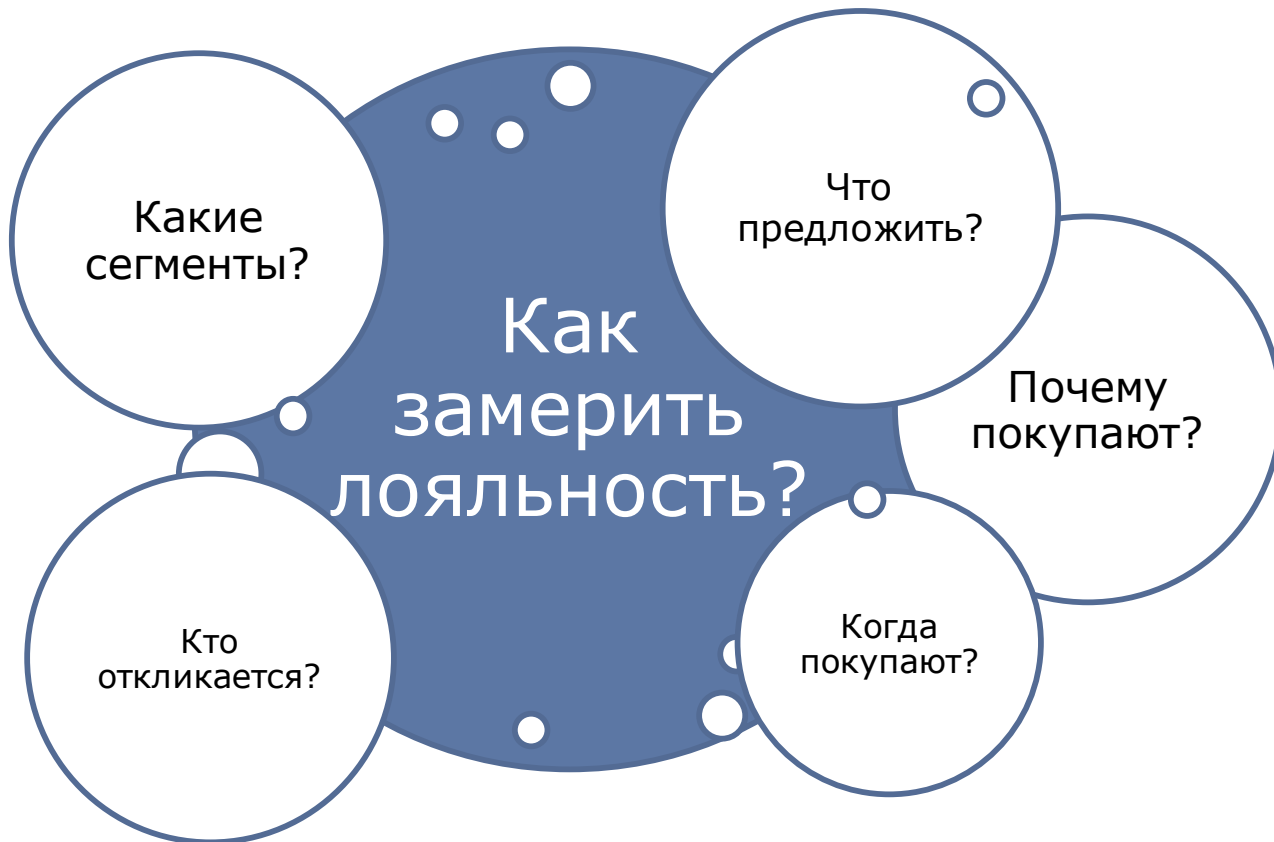 Какие
сегменты?
Что
предложить?
Как
замерить
лояльность?
Почему
покупают?
Кто
откликается?
Когда
покупают?